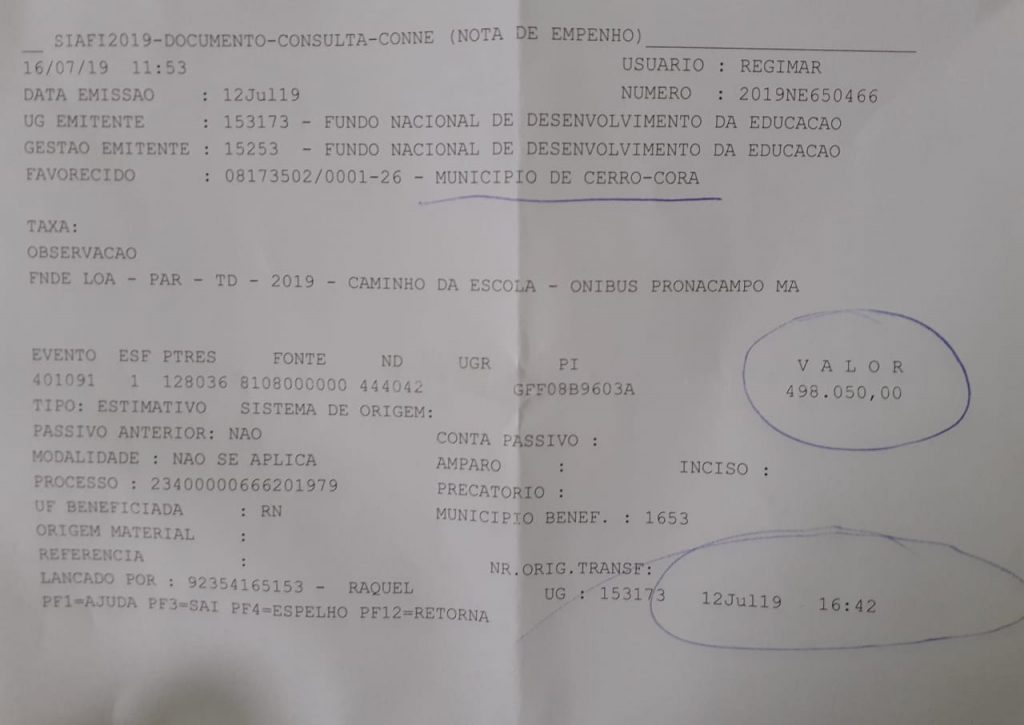 __ SIAFI2019-DOCUMENTO-CONSULTA-CONNE (NOTA DE EMPENHO)____________________
16/07/19 11:53 USUARIO : REGIMAR
DATA EMISSAO : 12Jul19 NUMERO : 2019NE650466
UG EMITENTE : 153173 - FUNDO NACIONAL DE DESENVOLVIMENTO DA EDUCACAO
GESTAO EMITENTE : 15253 - FUNDO NACIONAL DE DESENVOLVIMENTO DA EDUCACAO
FAVORECIDO : 08173502/0001-26 - MUNICIPIO DE CERRO-CORA
TAXA:
OBSERVACAO
FNDE LOA - PAR - TD - 2019 - CAMINHO DA ESCOLA - ONIBUS PRONACAMPO MA
EVENTO ESF PTRES FONTE ND UGR PI V A L O R
401091 1 128036 8108000000 444042 GFF08B9603A 498.050,00
TIPO: ESTIMATIVO SISTEMA DE ORIGEM:
PASSIVO ANTERIOR: NAO CONTA PASSIVO :
MODALIDADE : NAO SE APLICA AMPARO : INCISO :
PROCESSO : 23400000666201979 PRECATORIO :
UF BENEFICIADA : RN MUNICIPIO BENEF. : 1653
ORIGEM MATERIAL :
REFERENCIA : NR.ORIG.TRANSF:
LANCADO POR : 92354165153 - RAQUEL UG : 153173 12Jul19 16:42
PF1=AJUDA PF3=SAI PF4=ESPELHO PF12=RETORNA